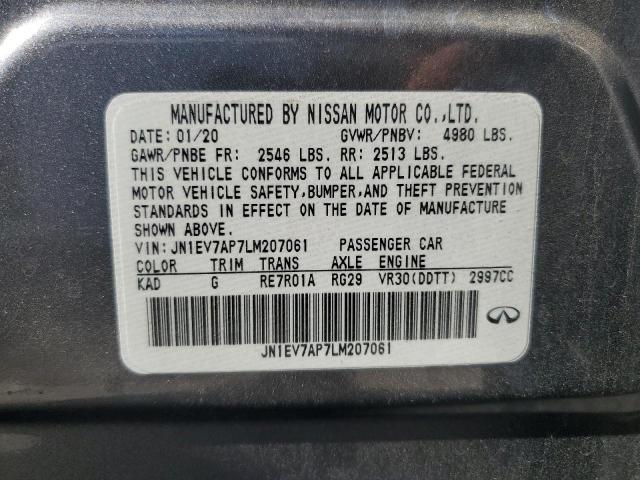 MANUFACTURED BY NISSAN MOTOR CO.,LTD.
DATE: 01/20 GVWR/PNBV: 4980 LBS.
GAWR/PNBE FR: 2546 LBS. RR: 2513 LBS.
THIS VEHICLE CONFORMS TO ALL APPLICABLE FEDERAL
MOTOR VEHICLE SAFETY,BUMPER,AND THEFT PREVENTION
STANDARDS IN EFFECT ON THE DATE OF MANUFACTURE
SHOWN ABOVE.
VIN: JN1EV7AP7LM207061 PASSENGER CAR
COLOR TRIM TRANS AXLE ENGINE
KAD G RE7R01A RG29 VR30(DDTT) 2997CC
JN1EV7AP7LM207061